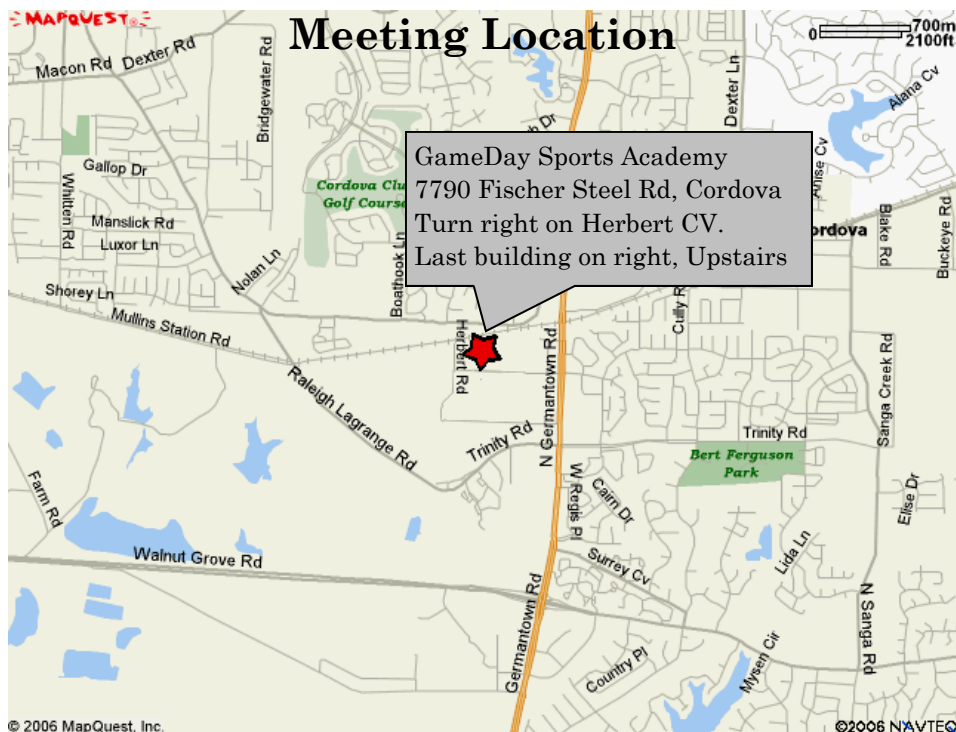 MAPQUEST
Meeting Location
0 700m
2100ft
Macon Rd
Dexter Rd
Bridgewater Rd
Dexter Ln
Alana Cv
Anise Cv
Gallop Dr
Whitten Rd
Manslick Rd
Luxor Ln
Cordova
Golf Course
GameDay Sports Academy
7790 Fischer Steel Rd, Cordova
Turn right on Herbert CV.
Last building on right, Upstairs
Blake Rd
Buckeye Rd
Nolan Ln
Boathook Ln
Shorey Ln
Mullins Station Rd
Herbert Rd
Cully R
Raleigh Lagrange Rd
Trinity Rd
N Germantown Rd
Trinity Rd
Sanga Creek Rd
Bert Ferguson
Park
W Regis Pl
Cairn Dr
Elise Dr
Farm Rd
Lida Ln
Walnut Grove Rd
Surrey Cv
N Sanga Rd
Germantown Rd
Country Pl
Mysen Cir
© 2006 MapQuest, Inc.
©2006 NAVTEQ